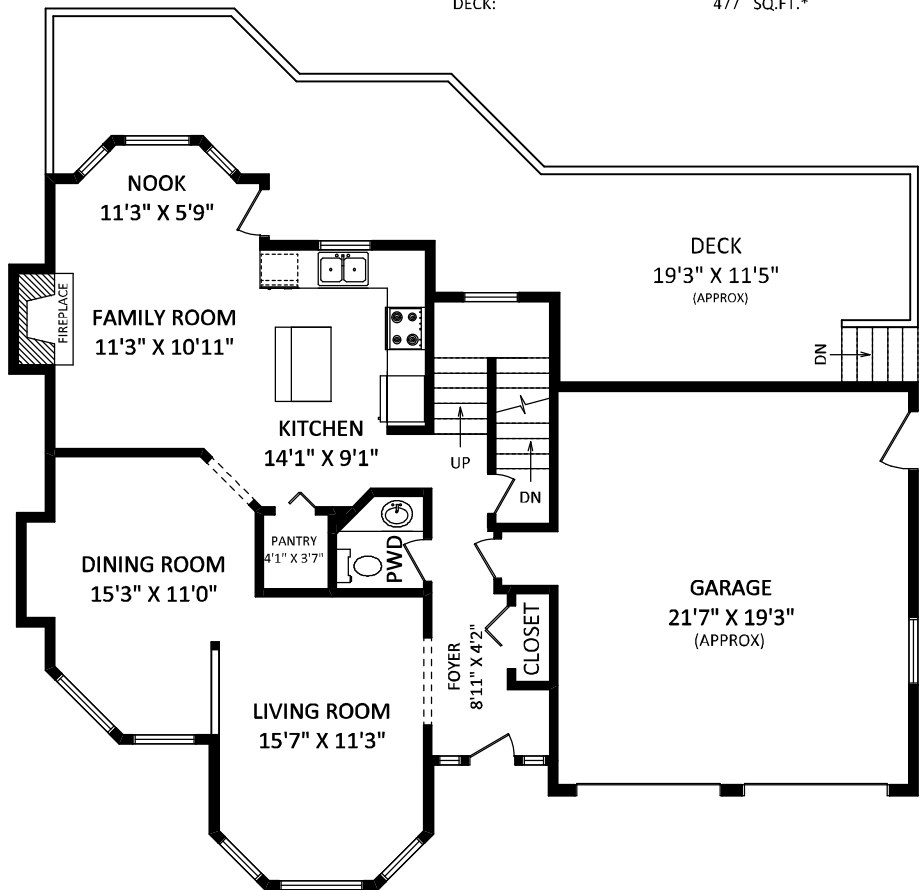 DECK: 477 SQ.FT.*
NOOK
11'3" X 5'9"
DECK
19'3" X 11'5"
(APPROX)
FIREPLACE
FAMILY ROOM
11'3" X 10'11"
DN
KITCHEN
14'1" X 9'1"
UP
DN
PANTRY
4'1" X 3'7"
PWD
DINING ROOM
15'3" X 11'0"
GARAGE
21'7" X 19'3"
(APPROX)
CLOSET
FOYER
8'11" X 4'2"
LIVING ROOM
15'7" X 11'3"